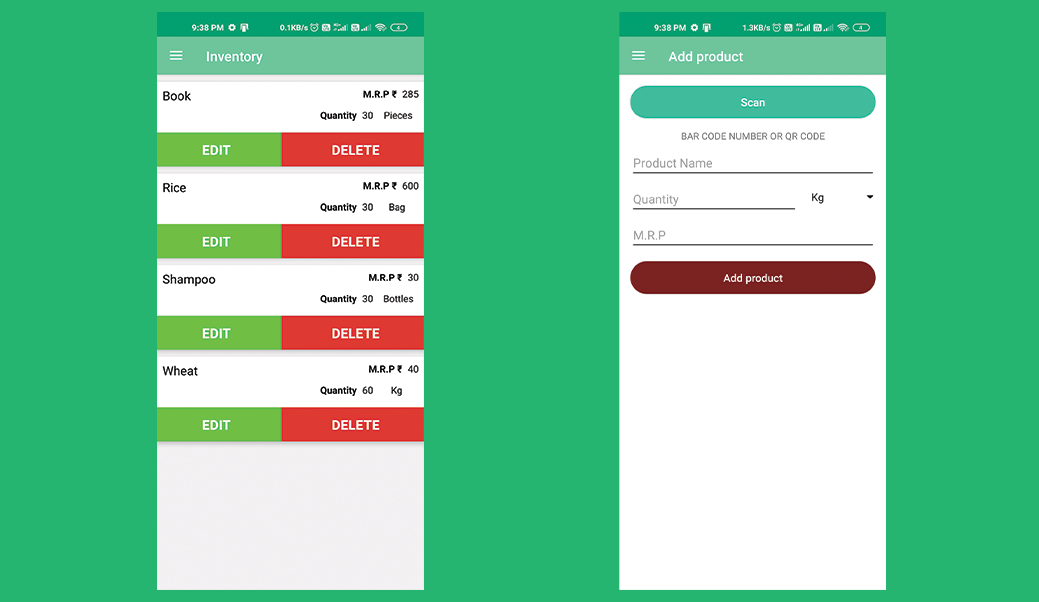 9:38 PM 0.1KB/s 4
Inventory
Book M.R.P ₹ 285
Quantity 30 Pieces
EDIT DELETE
Rice M.R.P ₹ 600
Quantity 30 Bag
EDIT DELETE
Shampoo M.R.P ₹ 30
Quantity 30 Bottles
EDIT DELETE
Wheat M.R.P ₹ 40
Quantity 60 Kg
EDIT DELETE
9:38 PM 1.3KB/s 4
Add product
Scan
BAR CODE NUMBER OR QR CODE
Product Name
Quantity Kg
M.R.P
Add product